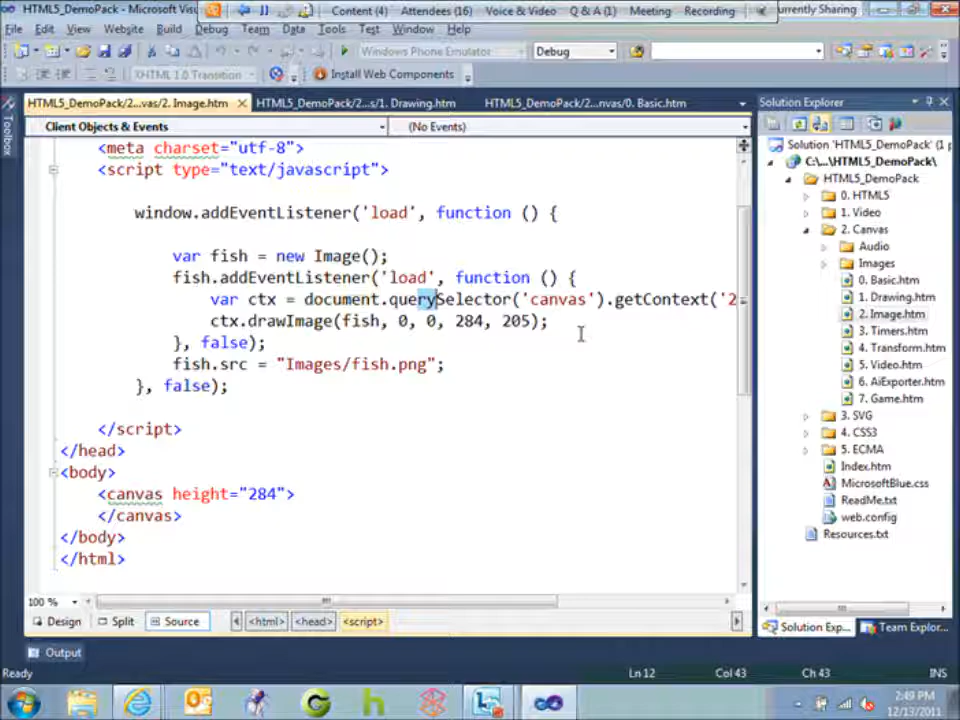 HTML5_DemoPack - Microsoft Visu
Content (4) Attendees (16) Voice & Video Q & A (1) Meeting Recording urrently Sharing
File Edit View Website Build Debug Team Data Tools Test Window Help
Windows Phone Emulator Debug
XHTML 1.0 Transition Install Web Components
HTML5_DemoPack/2...vas/2. Image.htm HTML5_DemoPack/2...s/1. Drawing.htm HTML5_DemoPack/2...nvas/0. Basic.htm
Toolbox
Client Objects & Events (No Events)
<meta charset="utf-8">
<script type="text/javascript">
window.addEventListener('load', function () {
var fish = new Image();
fish.addEventListener('load', function () {
var ctx = document.querySelector('canvas').getContext('2
ctx.drawImage(fish, 0, 0, 284, 205);
}, false);
fish.src = "Images/fish.png";
}, false);
</script>
</head>
<body>
<canvas height="284">
</canvas>
</body>
</html>
100 %
Design Split Source <html> <head> <script>
Solution Explorer
Solution 'HTML5_DemoPack' (1 p
C:\...\HTML5_DemoPack\
HTML5_DemoPack
0. HTML5
1. Video
2. Canvas
Audio
Images
0. Basic.htm
1. Drawing.htm
2. Image.htm
3. Timers.htm
4. Transform.htm
5. Video.htm
6. AiExporter.htm
7. Game.htm
3. SVG
4. CSS3
5. ECMA
Index.htm
MicrosoftBlue.css
ReadMe.txt
web.config
Resources.txt
Solution Exp... Team Explor...
Output
Ready Ln 12 Col 43 Ch 43 INS
2:49 PM
12/13/2011